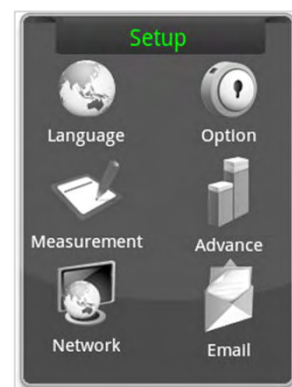 Setup
Language
Option
Measurement
Advance
Network
Email